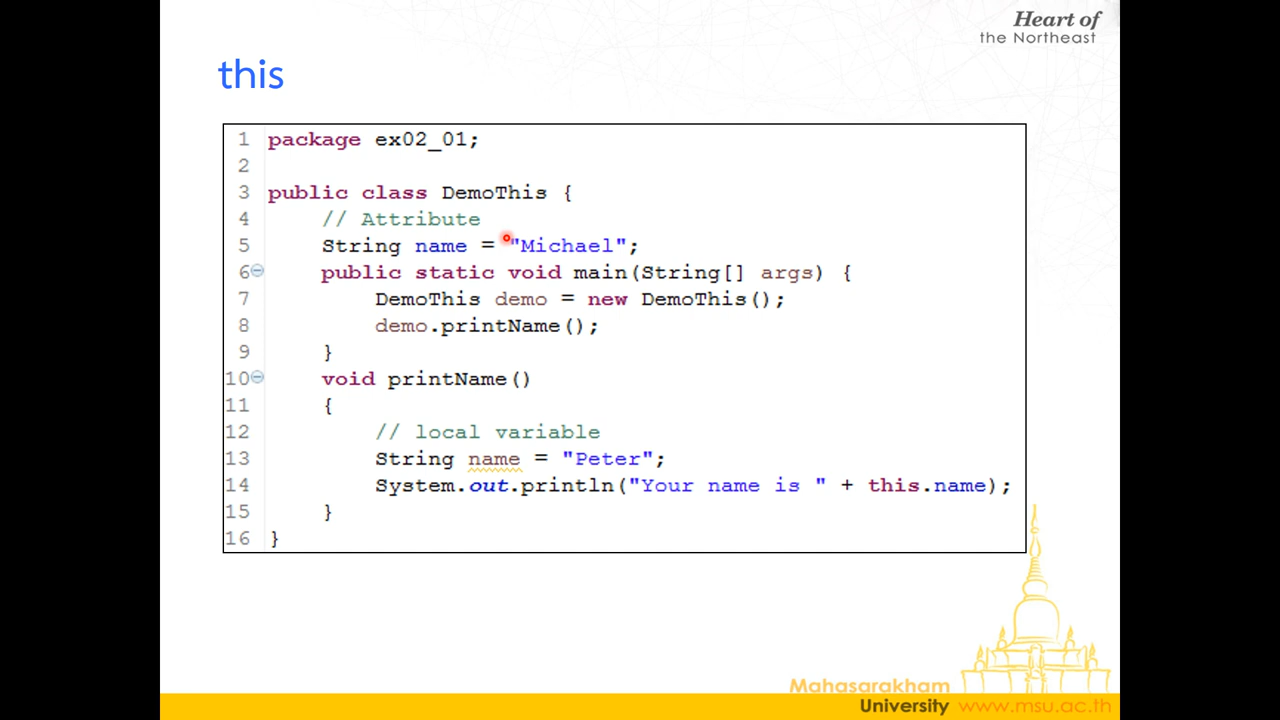 Heart of
the Northeast
this
1 package ex02_01;
2
3 public class DemoThis {
4     // Attribute
5     String name = "Michael";
6     public static void main(String[] args) {
7         DemoThis demo = new DemoThis();
8         demo.printName();
9     }
10     void printName()
11     {
12         // local variable
13         String name = "Peter";
14         System.out.println("Your name is " + this.name);
15     }
16 }
Mahasarakham
University www.msu.ac.th